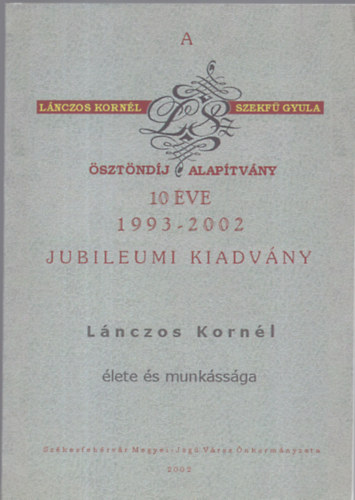 A
LÁNCZOS KORNÉL LSz SZEKFŰ GYULA
ÖSZTÖNDÍJ ALAPÍTVÁNY
10 ÉVE
1993-2002
JUBILEUMI KIADVÁNY
Lánczos Kornél
élete és munkássága
Székesfehérvár Megyei Jogú Város Önkormányzata
2002